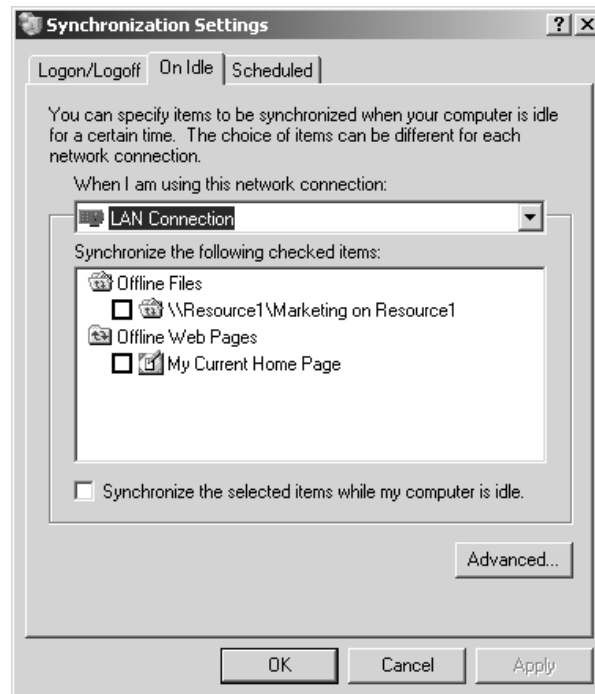 Synchronization Settings
Logon/Logoff
On Idle
Scheduled
You can specify items to be synchronized when your computer is idle
for a certain time. The choice of items can be different for each
network connection.
When I am using this network connection:
LAN Connection
Synchronize the following checked items:
Offline Files
\\Resource1\Marketing on Resource1
Offline Web Pages
My Current Home Page
Synchronize the selected items while my computer is idle.
Advanced...
OK
Cancel
Apply